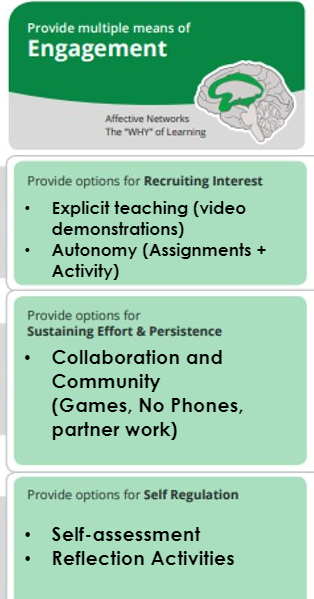 Provide multiple means of
Engagement
Affective Networks
The "WHY" of Learning
Provide options for Recruiting Interest
• Explicit teaching (video
demonstrations)
• Autonomy (Assignments +
Activity)
Provide options for
Sustaining Effort & Persistence
• Collaboration and
Community
(Games, No Phones,
partner work)
Provide options for Self Regulation
• Self-assessment
• Reflection Activities